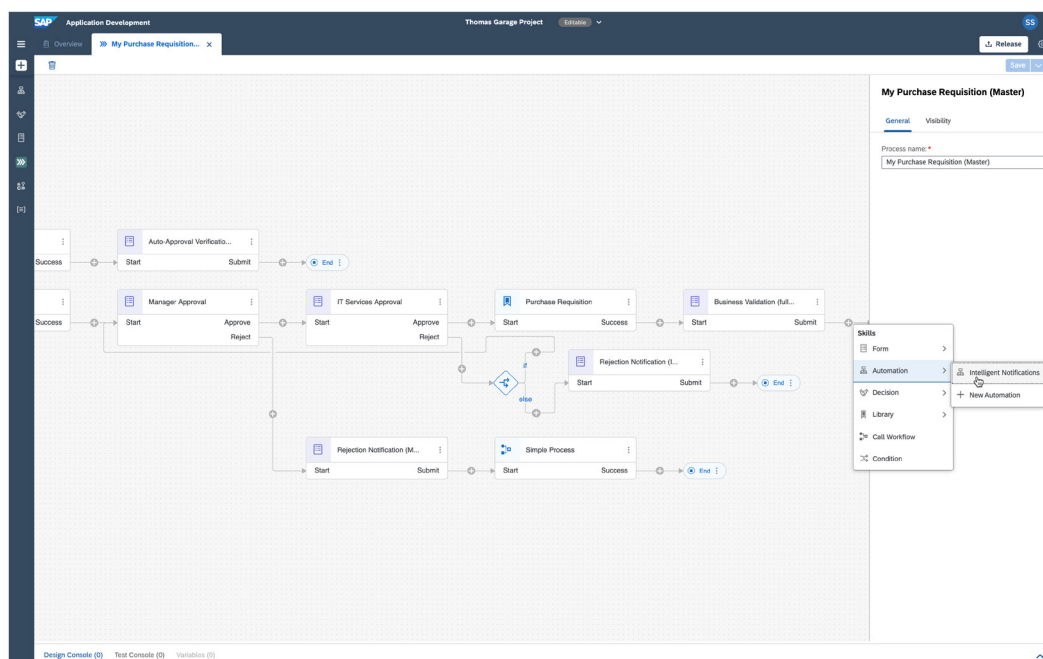 SAP Application Development
Thomas Garage Project Editable
SS
Overview
My Purchase Requisition... x
Release
Save
My Purchase Requisition (Master)
General Visibility
Process name:*
My Purchase Requisition (Master)
Success
Auto-Approval Verificatio...
Start Submit
End
Success
Manager Approval
Start Approve
Reject
IT Services Approval
Start Approve
Reject
Purchase Requisition
Start Success
Business Validation (full...
Start Submit
if
else
Rejection Notification (I...
Start Submit
End
Rejection Notification (M...
Start Submit
Simple Process
Start Success
End
Skills
Form
Automation
Decision
Library
Call Workflow
Condition
Intelligent Notifications
New Automation
Design Console (0) Test Console (0) Variables (0)